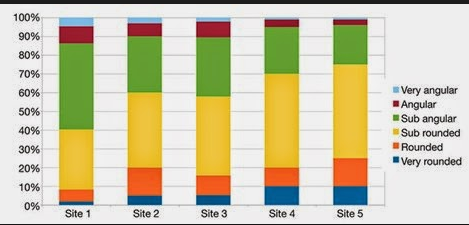 100%
90%
80%
70%
60%
50%
40%
30%
20%
10%
0%
Site 1 Site 2 Site 3 Site 4 Site 5
Very angular
Angular
Sub angular
Sub rounded
Rounded
Very rounded